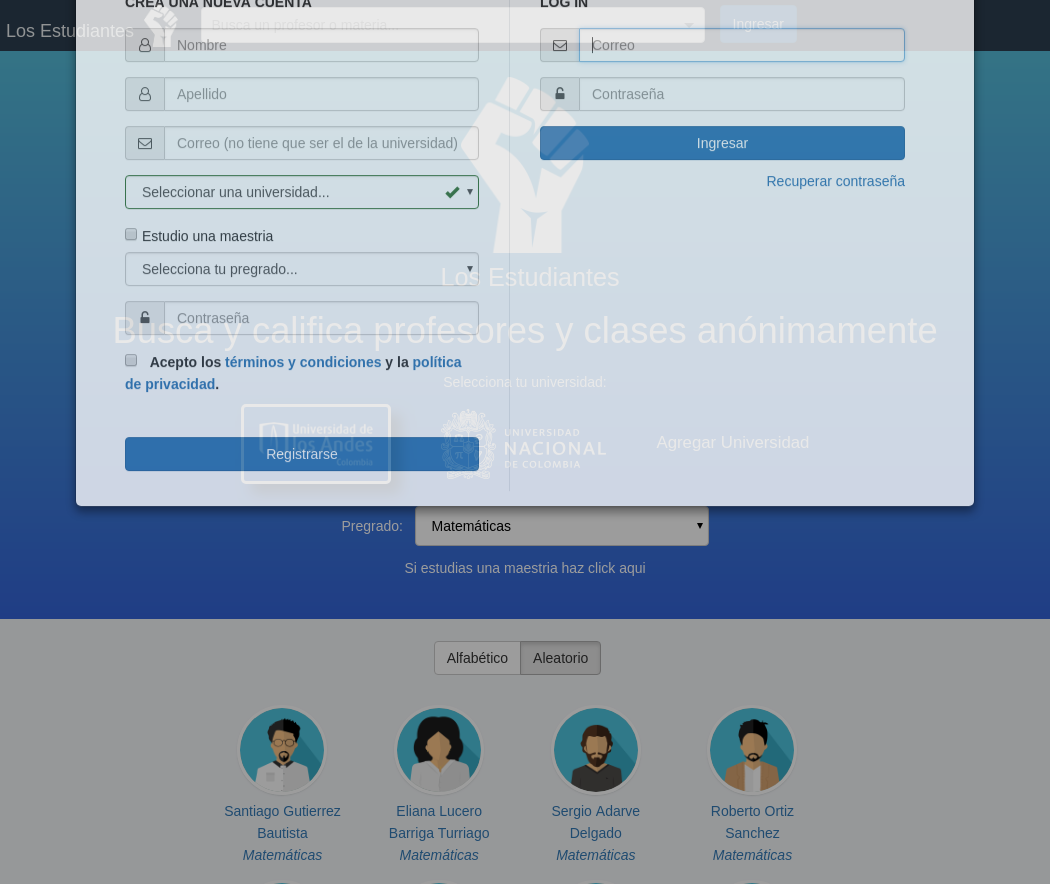 CREA UNA NUEVA CUENTA
LOG IN
Los Estudiantes
Busca un profesor o materia...
Ingresar
Nombre
Correo
Apellido
Contraseña
Correo (no tiene que ser el de la universidad)
Ingresar
Seleccionar una universidad...
Recuperar contraseña
Estudio una maestria
Selecciona tu pregrado...
Los Estudiantes
Contraseña
Busca y califica profesores y clases anónimamente
Acepto los términos y condiciones y la política
de privacidad.
Selecciona tu universidad:
Universidad de
los Andes
Colombia
UNIVERSIDAD
NACIONAL
DE COLOMBIA
Agregar Universidad
Registrarse
Pregrado:
Matemáticas
Si estudias una maestria haz click aqui
Alfabético
Aleatorio
Santiago Gutierrez
Bautista
Matemáticas
Eliana Lucero
Barriga Turriago
Matemáticas
Sergio Adarve
Delgado
Matemáticas
Roberto Ortiz
Sanchez
Matemáticas